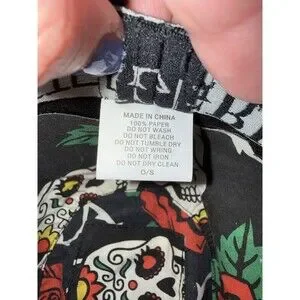 MADE IN CHINA
100% PAPER
DO NOT WASH
DO NOT BLEACH
DO NOT TUMBLE DRY
DO NOT WRING
DO NOT IRON
DO NOT DRY CLEAN
O/S